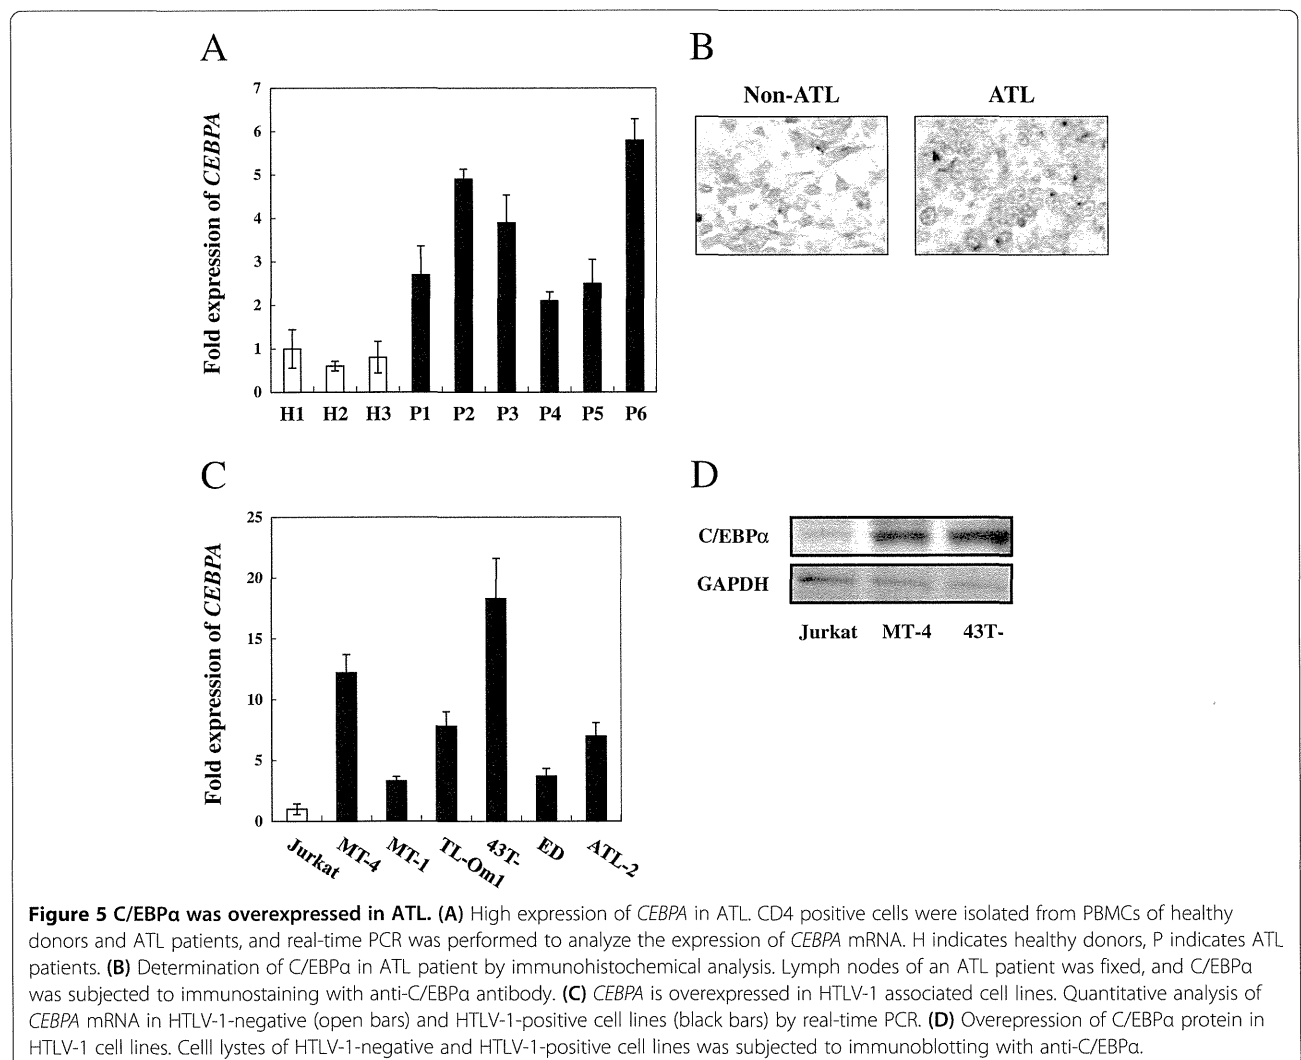 A
B
Non-ATL
ATL
Fold expression of CEBPA
7
6
5
4
3
2
1
0
H1 H2 H3 P1 P2 P3 P4 P5 P6
C
D
Fold expression of CEBPA
25
20
15
10
5
0
Jurkat MT-4 MT-1 TL-Om1 43T- ED ATL-2
C/EBPα
GAPDH
Jurkat MT-4 43T-
Figure 5 C/EBPα was overexpressed in ATL. (A) High expression of CEBPA in ATL. CD4 positive cells were isolated from PBMCs of healthy
donors and ATL patients, and real-time PCR was performed to analyze the expression of CEBPA mRNA. H indicates healthy donors, P indicates ATL
patients. (B) Determination of C/EBPα in ATL patient by immunohistochemical analysis. Lymph nodes of an ATL patient was fixed, and C/EBPα
was subjected to immunostaining with anti-C/EBPα antibody. (C) CEBPA is overexpressed in HTLV-1 associated cell lines. Quantitative analysis of
CEBPA mRNA in HTLV-1-negative (open bars) and HTLV-1-positive cell lines (black bars) by real-time PCR. (D) Overepression of C/EBPα protein in
HTLV-1 cell lines. Celll lystes of HTLV-1-negative and HTLV-1-positive cell lines was subjected to immunoblotting with anti-C/EBPα.